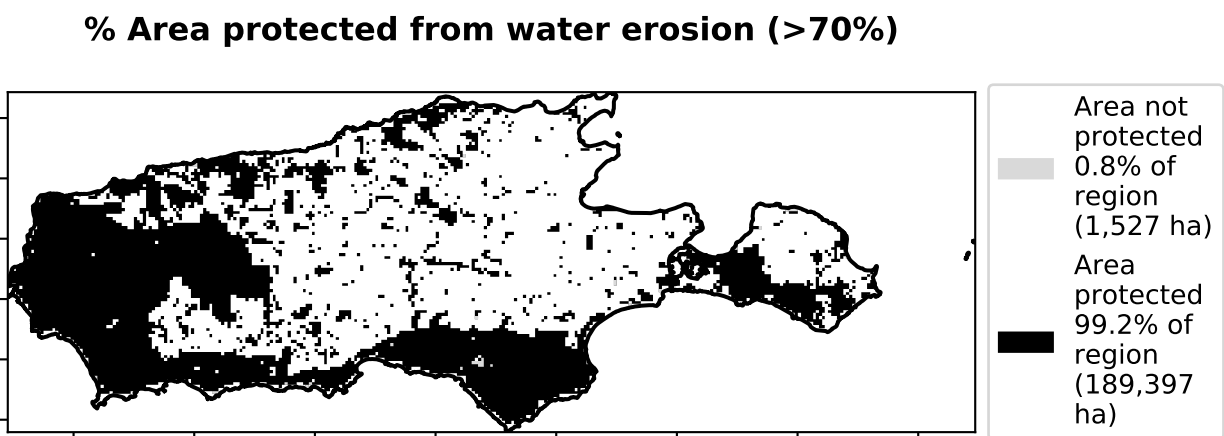 % Area protected from water erosion (>70%)
Area not
protected
0.8% of
region
(1,527 ha)
Area
protected
99.2% of
region
(189,397
ha)